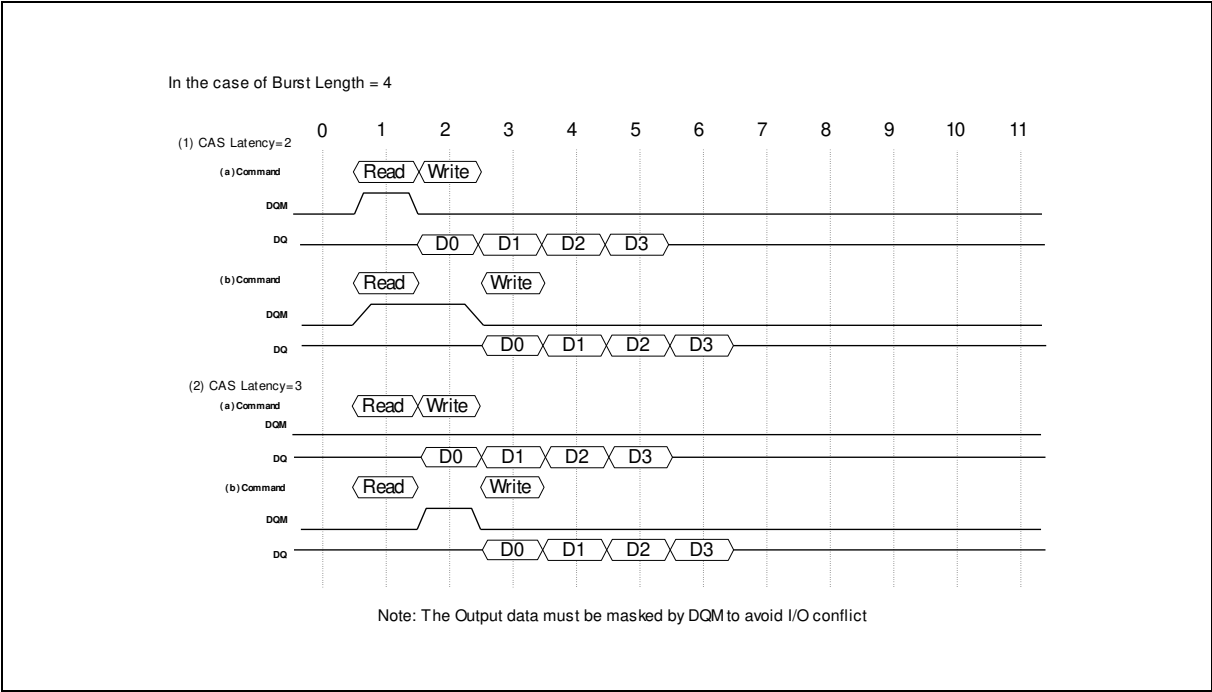 In the case of Burst Length = 4
0 1 2 3 4 5 6 7 8 9 10 11
(1) CAS Latency=2
(a) Command Read Write
DQM
DQ D0 D1 D2 D3
(b) Command Read Write
DQM
DQ D0 D1 D2 D3
(2) CAS Latency=3
(a) Command Read Write
DQM
DQ D0 D1 D2 D3
(b) Command Read Write
DQM
DQ D0 D1 D2 D3
Note: The Output data must be masked by DQM to avoid I/O conflict